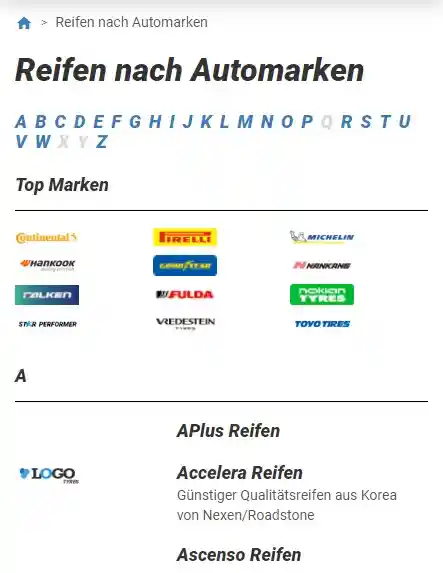 > Reifen nach Automarken
Reifen nach Automarken
A B C D E F G H I J K L M N O P Q R S T U
V W X Y Z
Top Marken
Continental PIRELLI MICHELIN
HANKOOK GOODYEAR NANKANG
FALKEN FULDA nokian TYRES
STAR PERFORMER VREDESTEIN TOYO TIRES
A
APlus Reifen
LOGO TYRES
Accelera Reifen
Günstiger Qualitätsreifen aus Korea
von Nexen/Roadstone
Ascenso Reifen